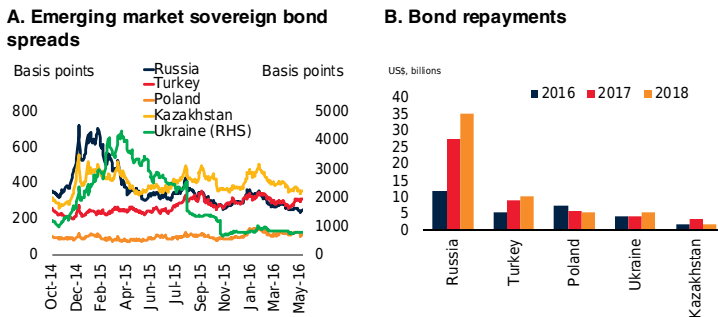 A. Emerging market sovereign bond
spreads
Basis points
Basis points
Russia
Turkey
Poland
Kazakhstan
Ukraine (RHS)
800
600
400
200
0
5000
4000
3000
2000
1000
0
Oct-14
Dec-14
Feb-15
Apr-15
Jun-15
Jul-15
Sep-15
Nov-15
Jan-16
Mar-16
May-16
B. Bond repayments
US$, billions
2016
2017
2018
40
35
30
25
20
15
10
5
0
Russia
Turkey
Poland
Ukraine
Kazakhstan